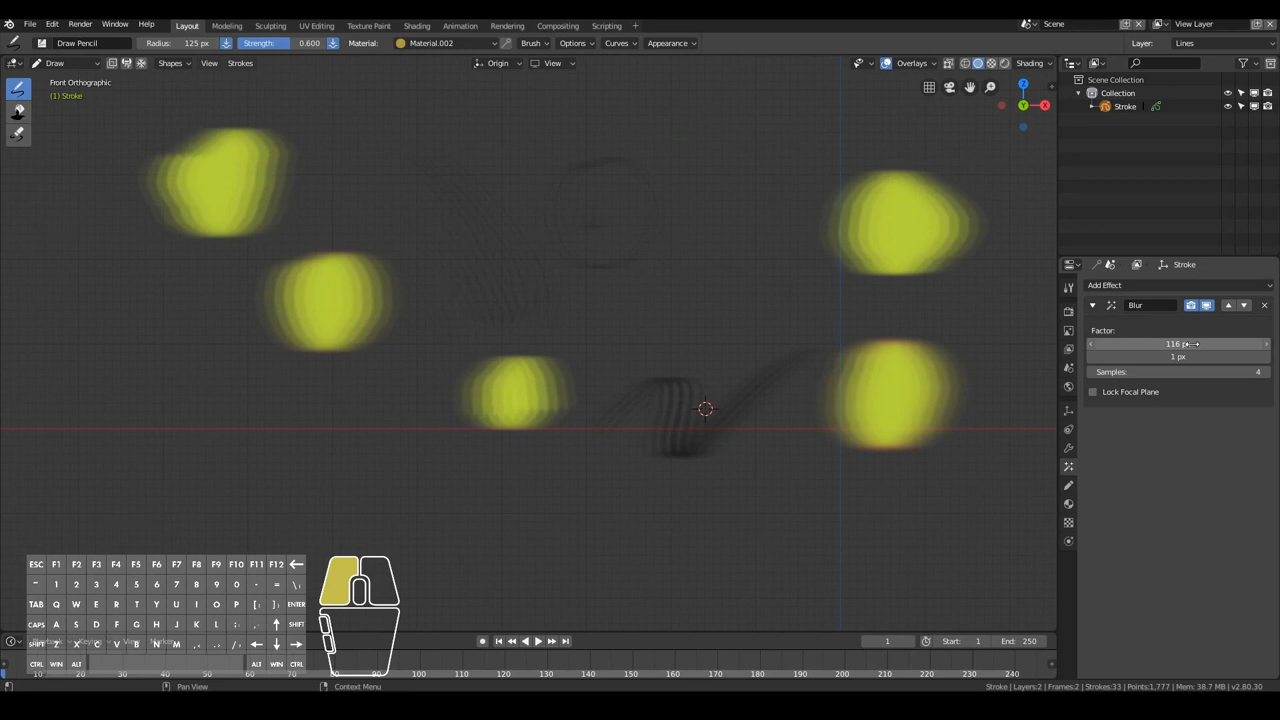 File Edit Render Window Help Layout Modeling Sculpting UV Editing Texture Paint Shading Animation Rendering Compositing Scripting + Scene View Layer
Draw Pencil Radius: 125 px Strength: 0.600 Material: Material.002 Brush Options Curves Appearance Layer: Lines
Draw Shapes View Strokes Origin View Overlays Shading
Front Orthographic
(1) Stroke
Z
Y X
Scene Collection
Collection
Stroke
Stroke
Add Effect
Blur
Factor:
116 p
1 px
Samples: 4
Lock Focal Plane
ESC F1 F2 F3 F4 F5 F6 F7 F8 F9 F10 F11 F12
1 2 3 4 5 6 7 8 9 0 - = \
TAB Q W E R T Y U I O P [ ] ENTER
CAPS A S D F G H J K L ; , SHIFT
SHIFT Z X C V B N M , . /
CTRL WIN ALT ALT WIN CTRL
1 Start: 1 End: 250
10 70 80 90 100 110 120 130 140 150 160 170 180 190 200 210 220 230 240
Pan View Context Menu Stroke | Layers:2 | Frames:2 | Strokes:33 | Points:1,777 | Mem: 38.7 MB | v2.80.30